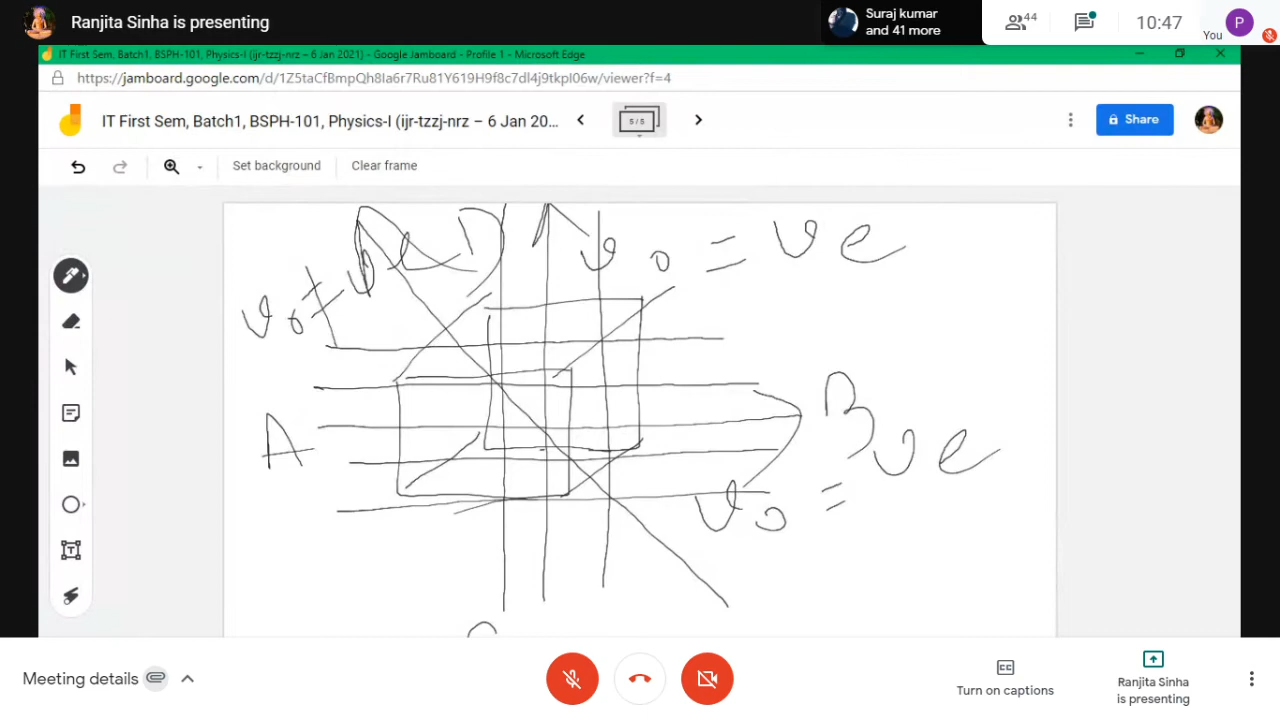 Ranjita Sinha is presenting
Suraj kumar
and 41 more
44
10:47
You
P
IT First Sem, Batch1, BSPH-101, Physics-I (ijr-tzzj-nrz – 6 Jan 2021) - Google Jamboard - Profile 1 - Microsoft Edge
https://jamboard.google.com/d/1Z5taCfBmpQh8Ia6r7Ru81Y619H9f8c7dl4j9tkpI06w/viewer?f=4
IT First Sem, Batch1, BSPH-101, Physics-I (ijr-tzzj-nrz – 6 Jan 20...
5/5
Share
Set background
Clear frame
D
v0 = ve
v0 + ve
A
B
v0 = ve
Meeting details
Turn on captions
Ranjita Sinha
is presenting